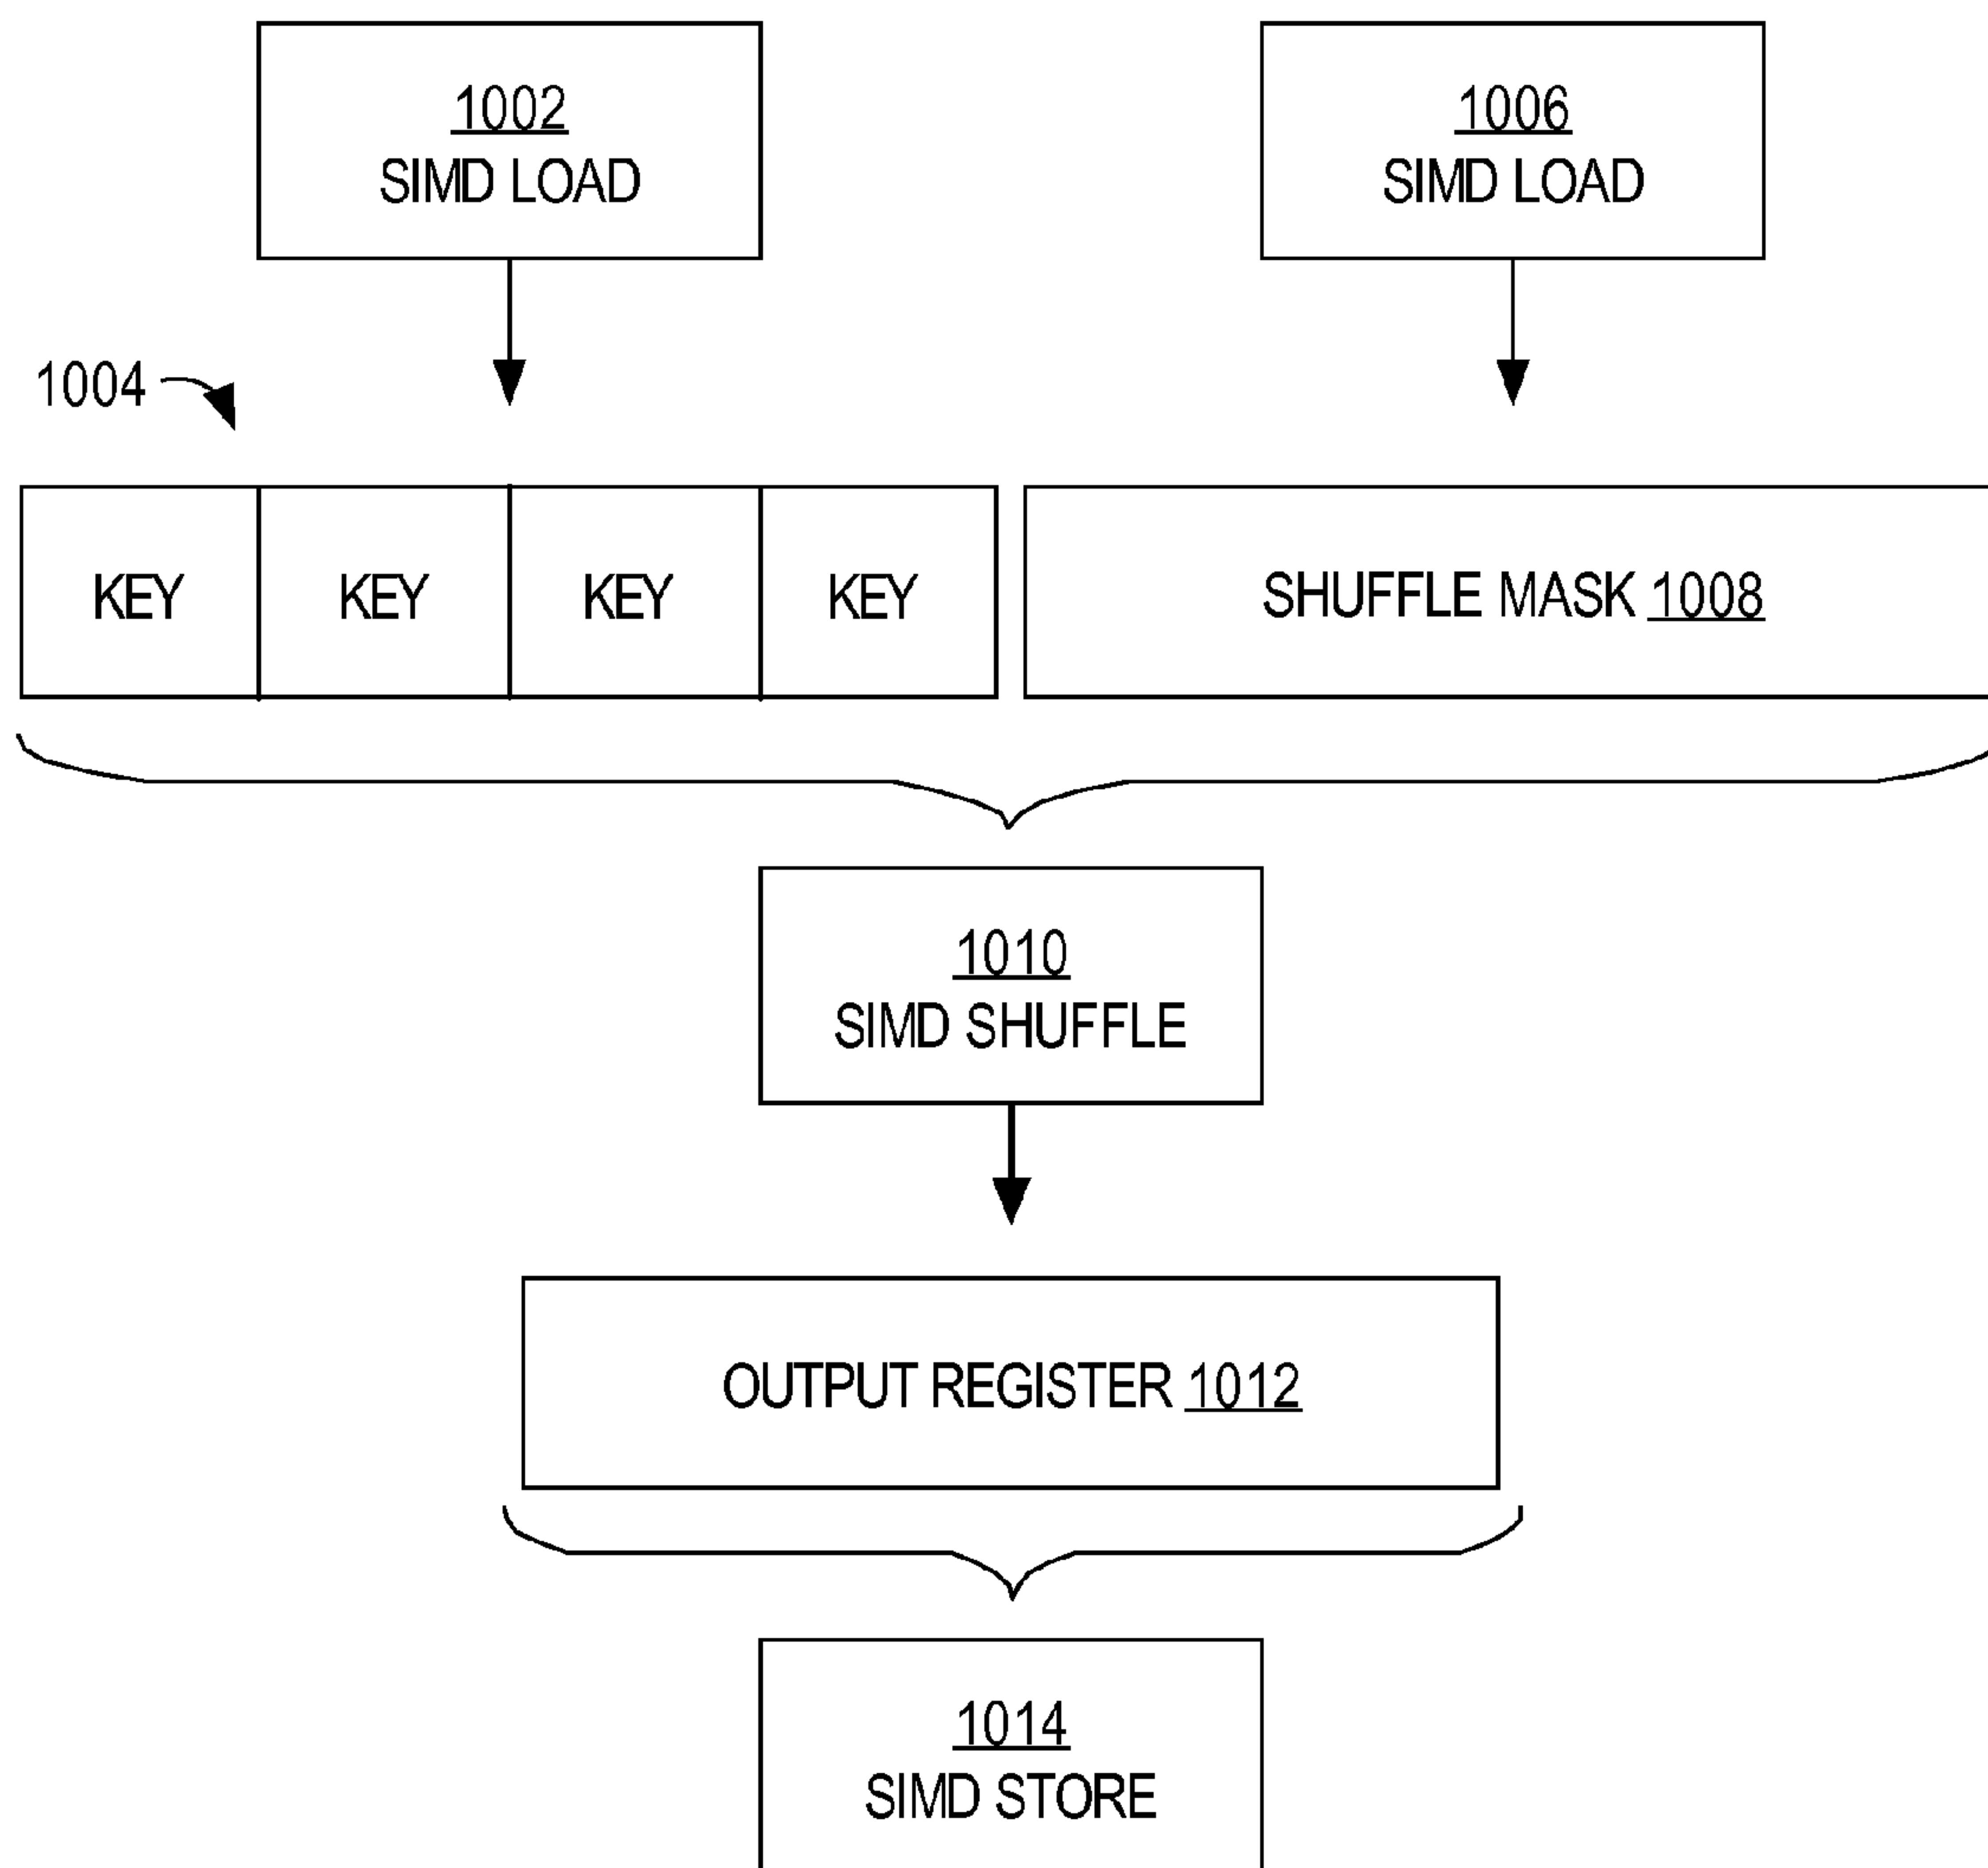 1002
SIMD LOAD
1006
SIMD LOAD
1004
KEY KEY KEY KEY SHUFFLE MASK 1008
1010
SIMD SHUFFLE
OUTPUT REGISTER 1012
1014
SIMD STORE